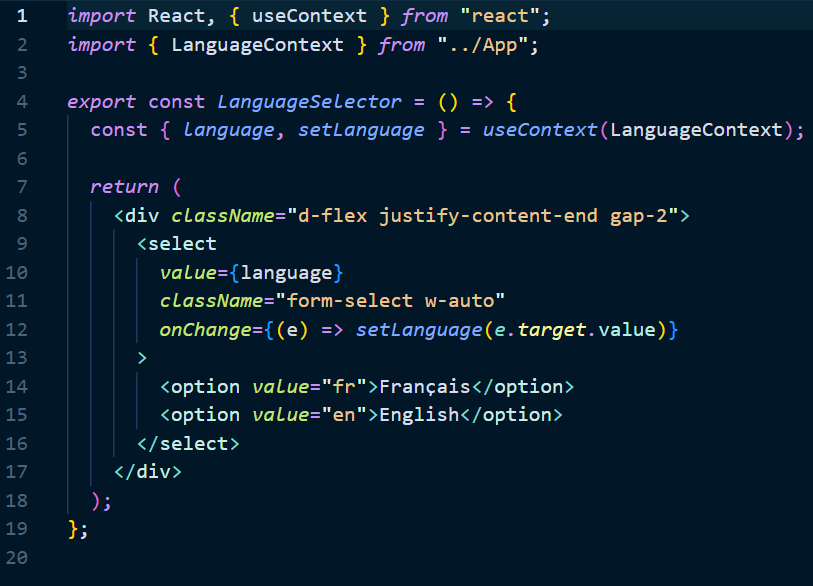 1 import React, { useContext } from "react";
2 import { LanguageContext } from "../App";
3
4 export const LanguageSelector = () => {
5   const { language, setLanguage } = useContext(LanguageContext);
6
7   return (
8     <div className="d-flex justify-content-end gap-2">
9       <select
10         value={language}
11         className="form-select w-auto"
12         onChange={(e) => setLanguage(e.target.value)}
13       >
14         <option value="fr">Français</option>
15         <option value="en">English</option>
16       </select>
17     </div>
18   );
19 };
20